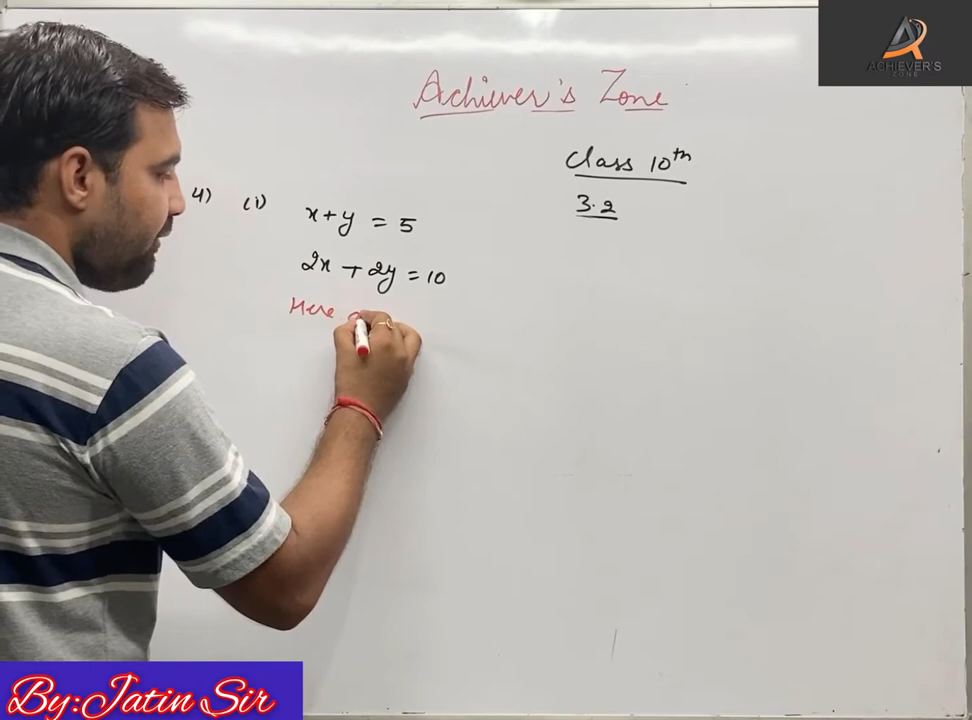 ACHIEVER'S
ZONE
Achiever's Zone
Class 10th
3.2
4) (i) x+y = 5
2x + 2y = 10
Here
By:Jatin Sir